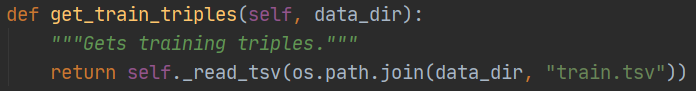 def get_train_triples(self, data_dir):
    """Gets training triples."""
    return self._read_tsv(os.path.join(data_dir, "train.tsv"))